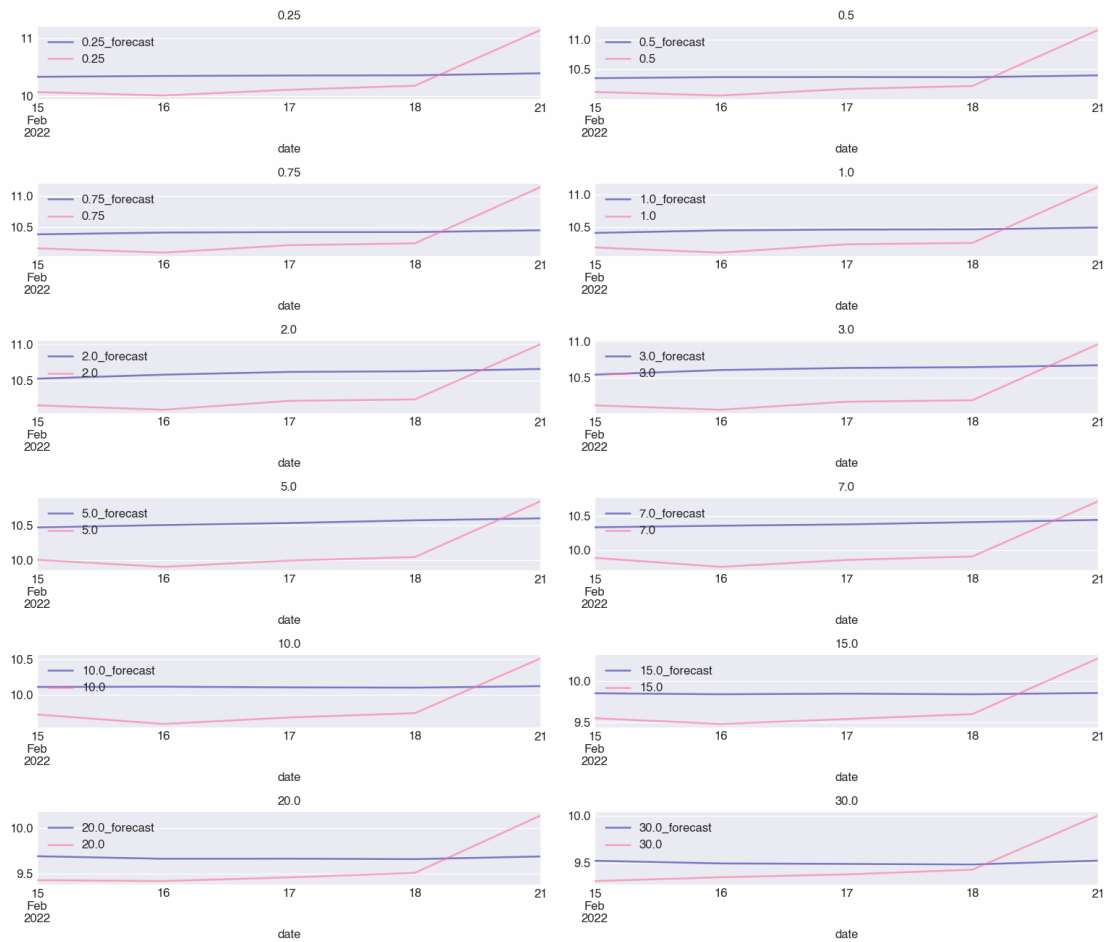 0.25
11
10
0.25_forecast
0.25
15 16 17 18 21
Feb
2022
date
0.5
11.0
10.5
0.5_forecast
0.5
15 16 17 18 21
Feb
2022
date
0.75
11.0
10.5
0.75_forecast
0.75
15 16 17 18 21
Feb
2022
date
1.0
11.0
10.5
1.0_forecast
1.0
15 16 17 18 21
Feb
2022
date
2.0
11.0
10.5
2.0_forecast
2.0
15 16 17 18 21
Feb
2022
date
3.0
11.0
10.5
3.0_forecast
3.0
15 16 17 18 21
Feb
2022
date
5.0
10.5
10.0
5.0_forecast
5.0
15 16 17 18 21
Feb
2022
date
7.0
10.5
10.0
7.0_forecast
7.0
15 16 17 18 21
Feb
2022
date
10.0
10.5
10.0
10.0_forecast
10.0
15 16 17 18 21
Feb
2022
date
15.0
10.0
9.5
15.0_forecast
15.0
15 16 17 18 21
Feb
2022
date
20.0
10.0
9.5
20.0_forecast
20.0
15 16 17 18 21
Feb
2022
date
30.0
10.0
9.5
30.0_forecast
30.0
15 16 17 18 21
Feb
2022
date